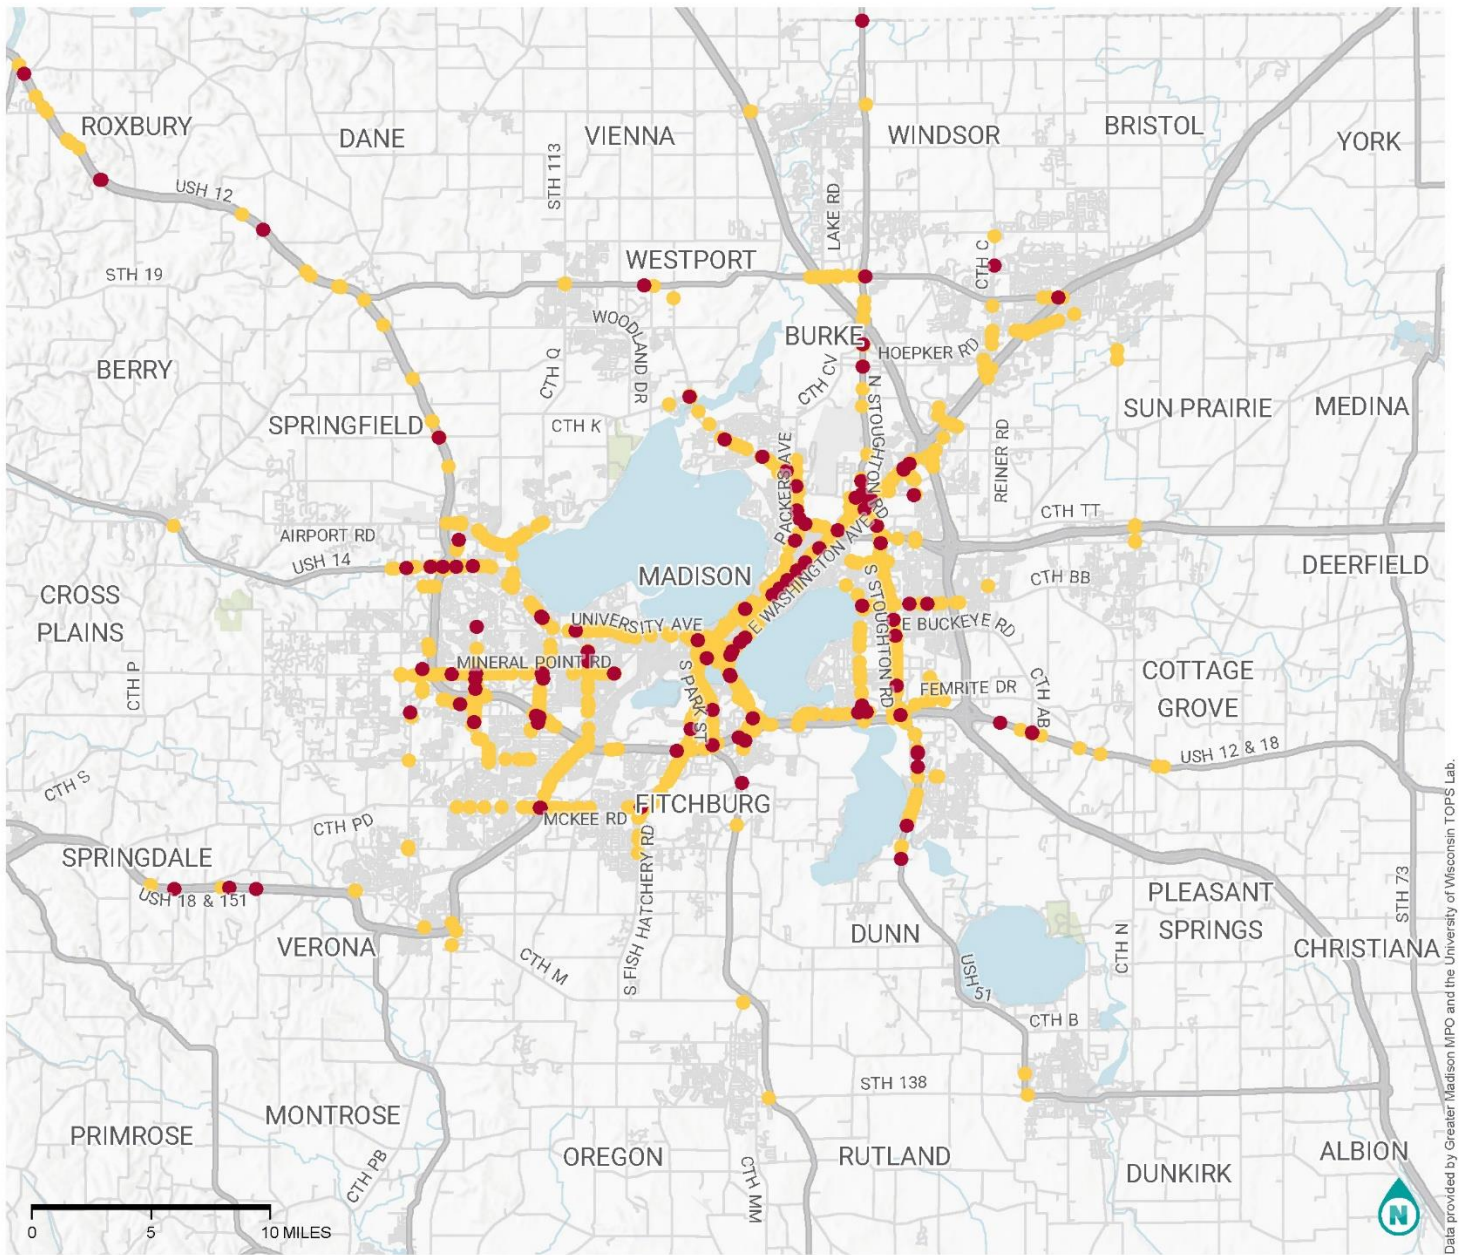 ROXBURY
DANE
VIENNA
WINDSOR
BRISTOL
YORK
STH 113
USH 12
LAKE RD
STH 19
WESTPORT
CTH C
WOODLAND DR
BURKE
HOEPKER RD
BERRY
CTH Q
CTH CV
N STOUGHTON RD
SPRINGFIELD
CTH K
SUN PRAIRIE
MEDINA
PACKERS AVE
REINER RD
AIRPORT RD
USH 14
CTH TT
MADISON
CTH BB
DEERFIELD
CROSS
PLAINS
UNIVERSITY AVE
E WASHINGTON AVE
S STOUGHTON RD
E BUCKEYE RD
MINERAL POINT RD
CTH P
S PARK ST
FEMRITE DR
CTH AB
COTTAGE
GROVE
USH 12 & 18
CTH S
FITCHBURG
MCKEE RD
CTH PD
SPRINGDALE
USH 18 & 151
S FISH HATCHERY RD
STH 73
PLEASANT
SPRINGS
VERONA
DUNN
CTH N
CHRISTIANA
CTH M
USH 51
CTH B
STH 138
MONTROSE
PRIMROSE
CTH PB
OREGON
CTH MM
RUTLAND
DUNKIRK
ALBION
N
0 5 10 MILES
Data provided by Greater Madison MPO and the University of Wisconsin TOPS Lab.